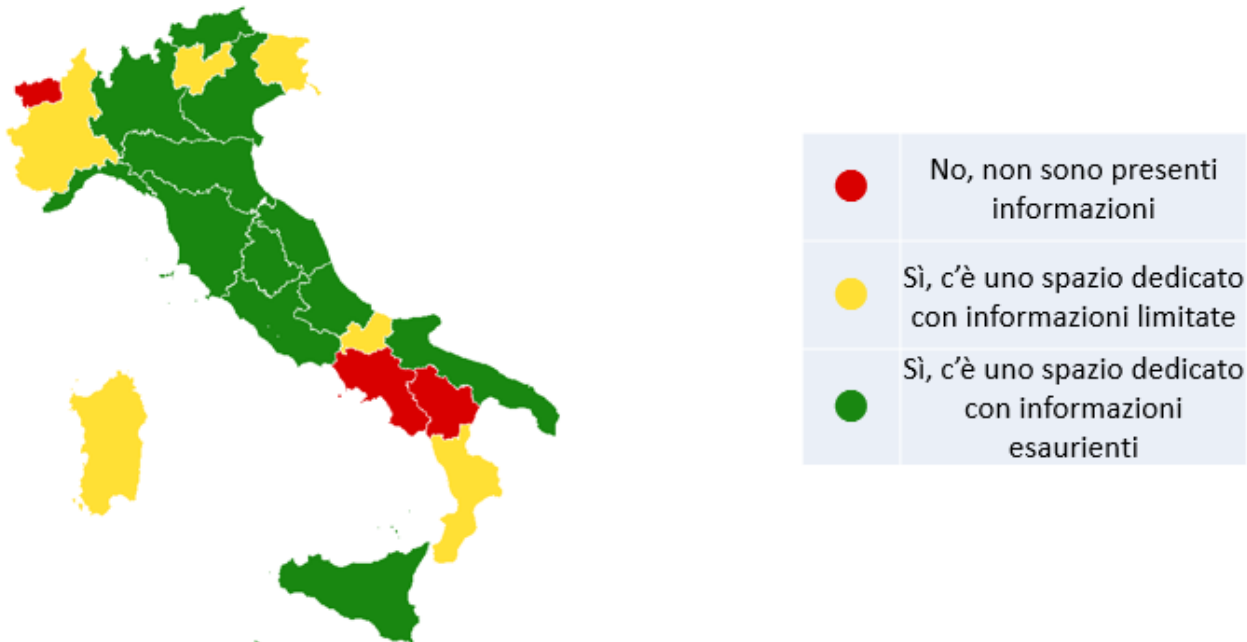 No, non sono presenti
informazioni
Sì, c'è uno spazio dedicato
con informazioni limitate
Sì, c'è uno spazio dedicato
con informazioni
esaurienti